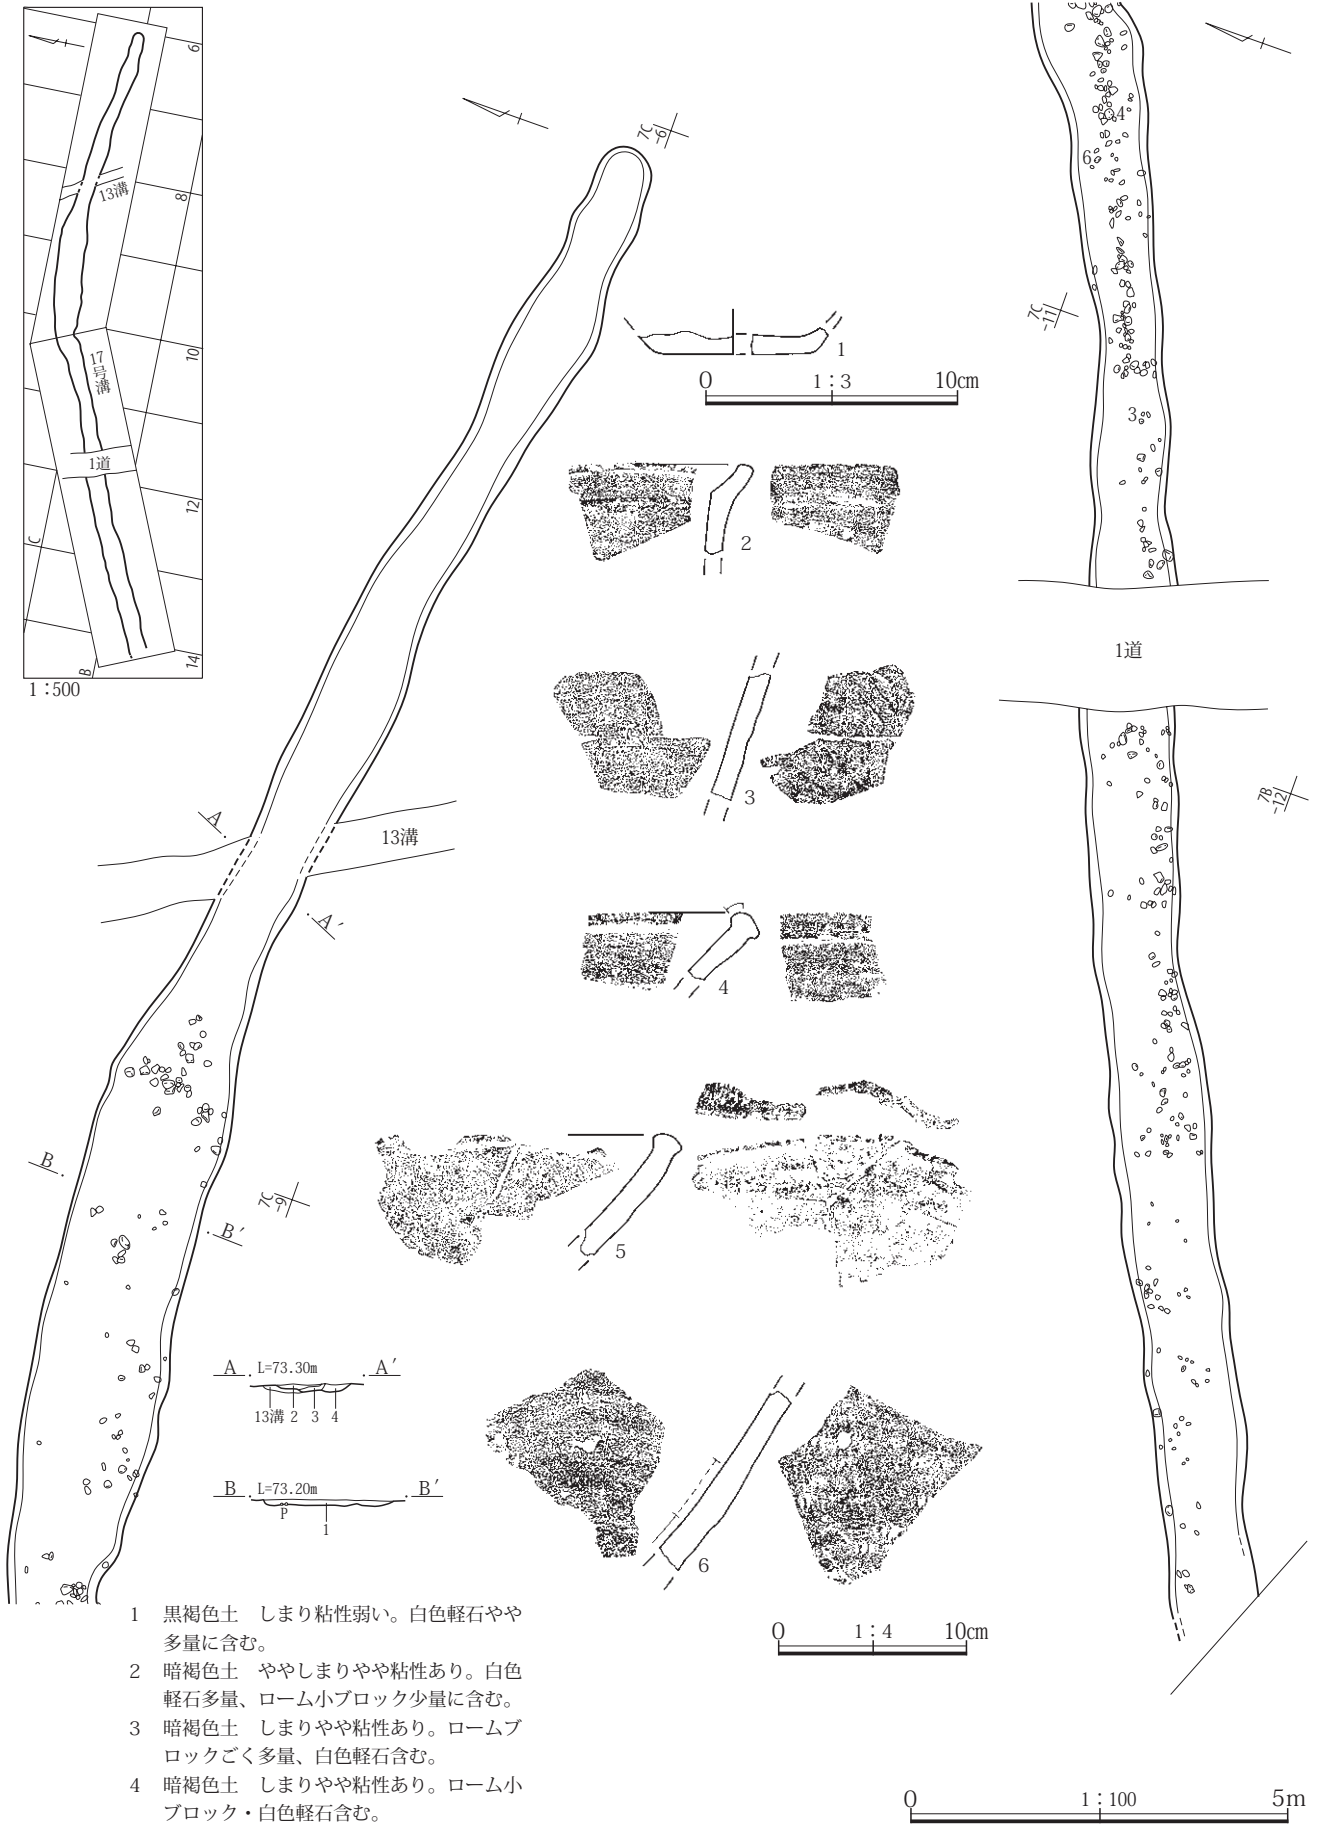 6
8
10
12
14
C
B
13溝
17号溝
1道
1：500
7C
-6
1
0 1：3 10cm
2
3
4
5
6
0 1：4 10cm
A
A′
13溝
B
B′
7C
-9
A L=73.30m A′
13溝 2 3 4
B L=73.20m B′
P
1
4
6
7C
-11
3
1道
7B
-12
1 黒褐色土　しまり粘性弱い。白色軽石やや
多量に含む。
2 暗褐色土　ややしまりやや粘性あり。白色
軽石多量、ローム小ブロック少量に含む。
3 暗褐色土　しまりやや粘性あり。ロームブ
ロックごく多量、白色軽石含む。
4 暗褐色土　しまりやや粘性あり。ローム小
ブロック・白色軽石含む。
0 1：100 5m